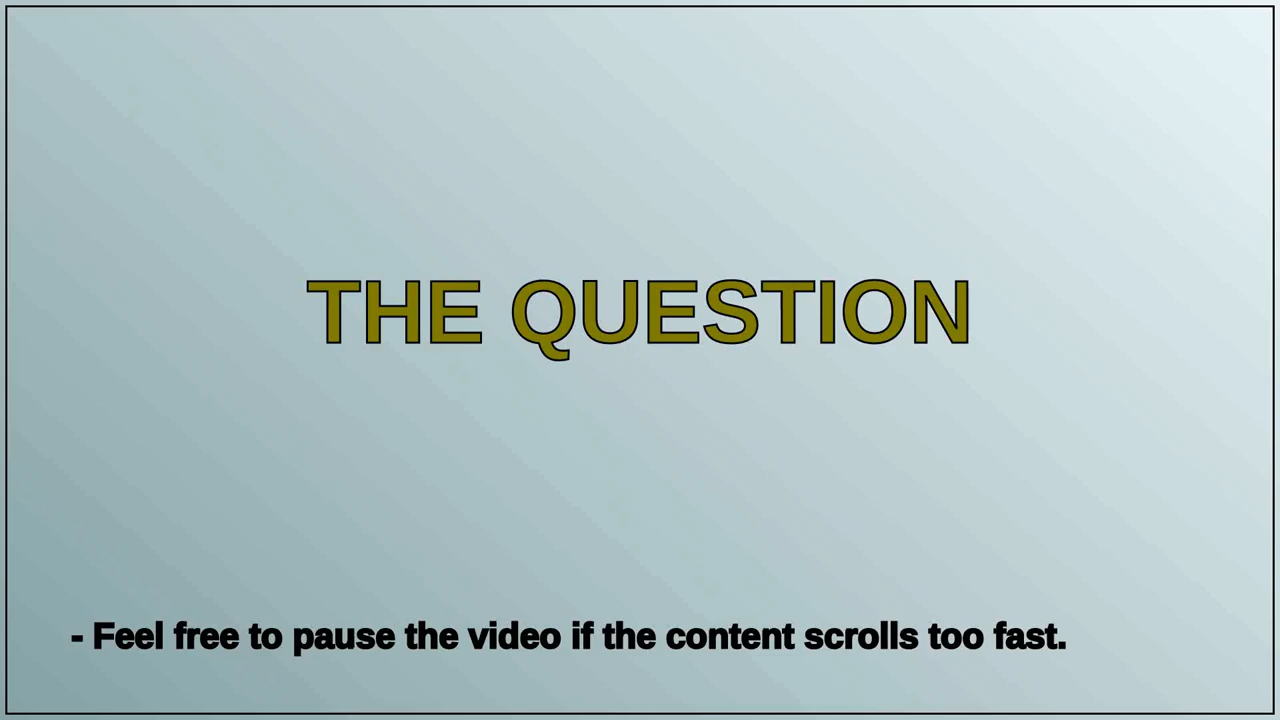 THE QUESTION
- Feel free to pause the video if the content scrolls too fast.